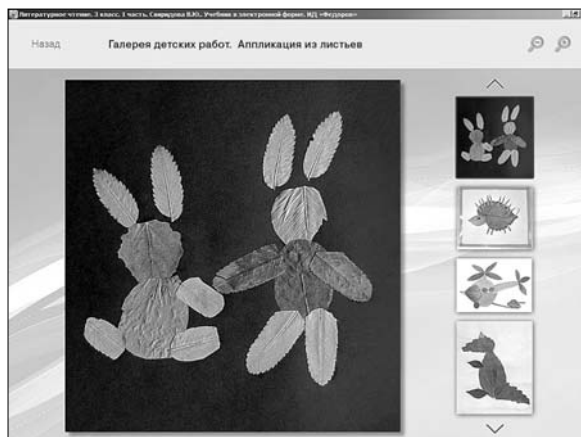 Литературное чтение. 3 класс. 1 часть. Свиридова В.Ю. Учебник в электронной форме. ИД «Федоров»
Назад
Галерея детских работ. Аппликация из листьев